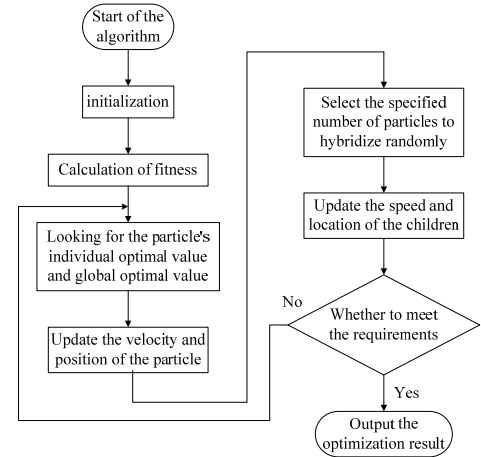 Start of the
algorithm
initialization
Calculation of fitness
Looking for the particle's
individual optimal value
and global optimal value
Update the velocity and
position of the particle
Select the specified
number of particles to
hybridize randomly
Update the speed and
location of the children
Whether to meet
the requirements
No
Yes
Output the
optimization result